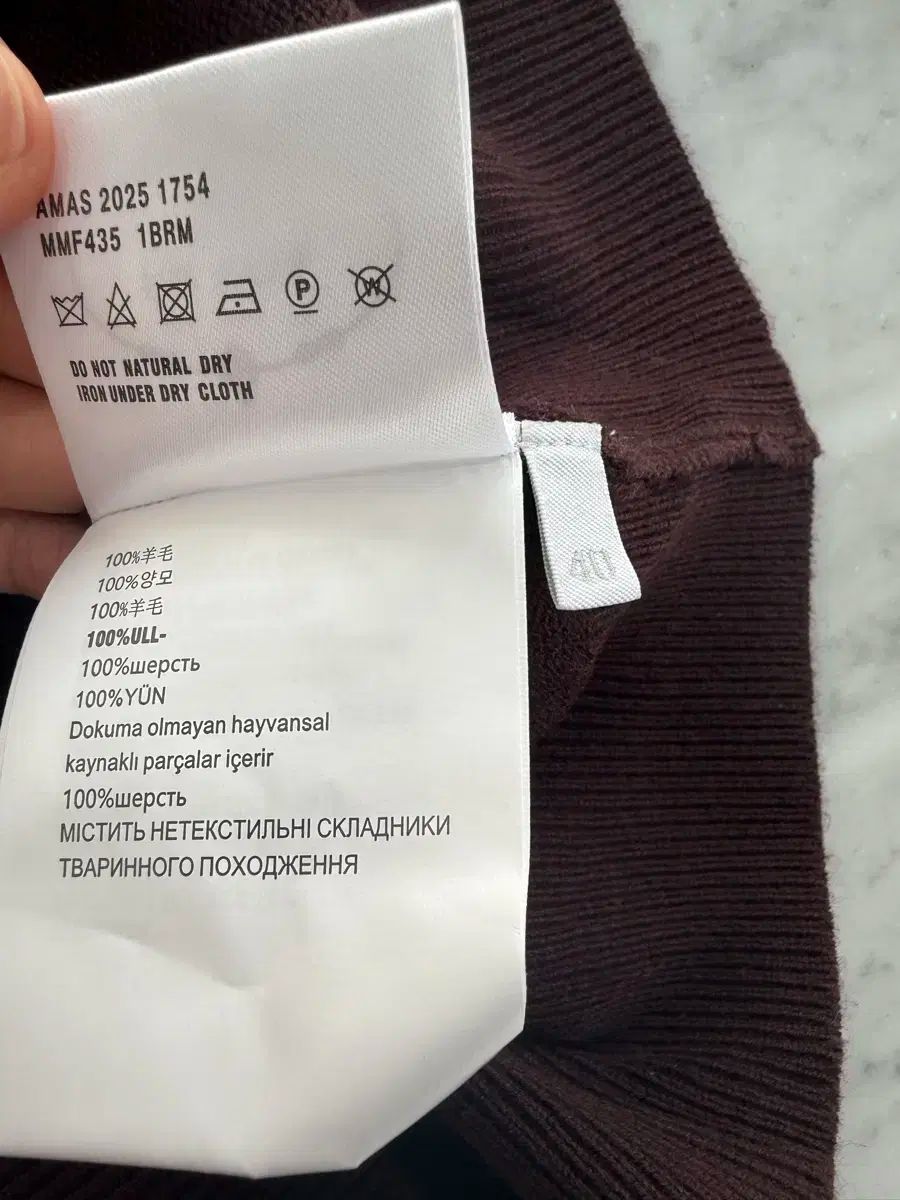 AMAS 2025 1754
MMF435 1BRM
P W
DO NOT NATURAL DRY
IRON UNDER DRY CLOTH
40
100%羊毛
100%양모
100%羊毛
100%ULL-
100%шерсть
100%YÜN
Dokuma olmayan hayvansal
kaynaklı parçalar içerir
100%шерсть
МІСТИТЬ НЕТЕКСТИЛЬНІ СКЛАДНИКИ
ТВАРИННОГО ПОХОДЖЕННЯ